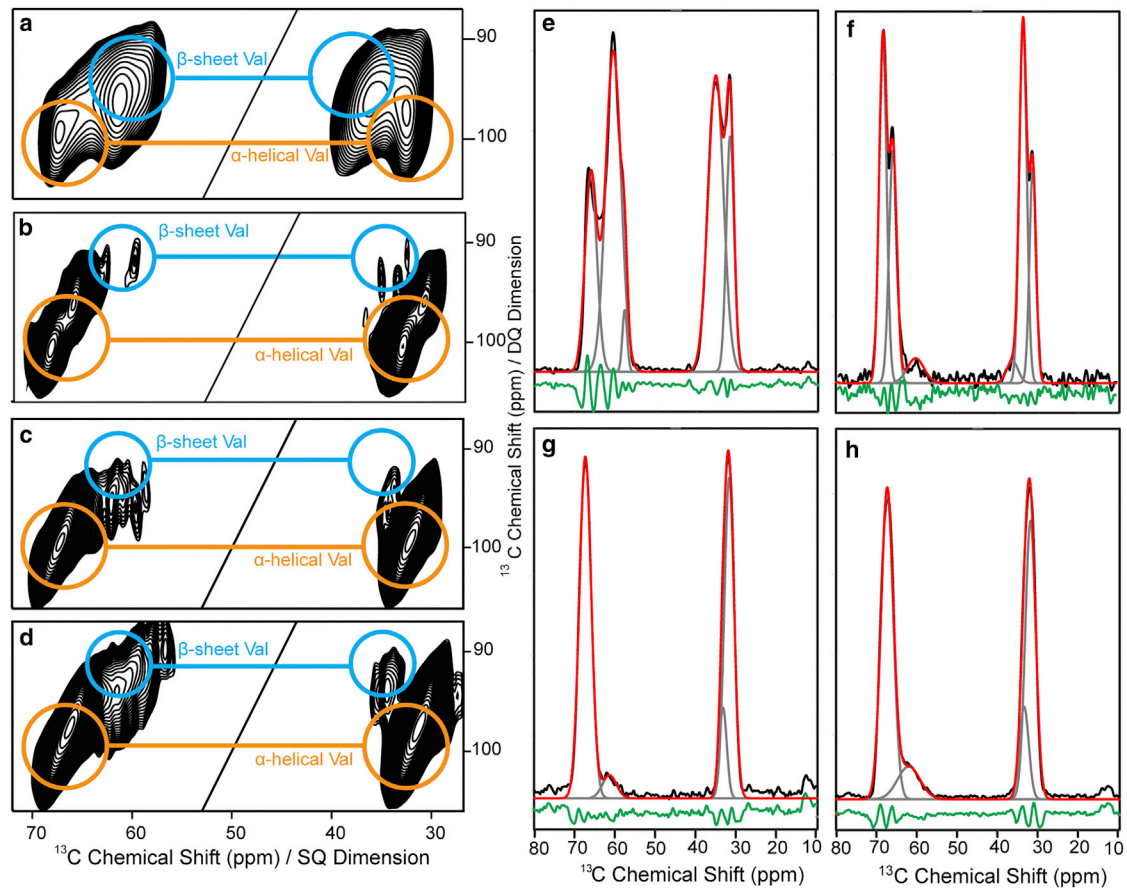 a
β-sheet Val
α-helical Val
90
100
b
β-sheet Val
α-helical Val
90
100
c
β-sheet Val
α-helical Val
90
100
d
β-sheet Val
α-helical Val
90
100
70 60 50 40 30
¹³C Chemical Shift (ppm) / SQ Dimension
¹³C Chemical Shift (ppm) / DQ Dimension
e
f
g
80 70 60 50 40 30 20 10
¹³C Chemical Shift (ppm)
h
80 70 60 50 40 30 20 10
¹³C Chemical Shift (ppm)